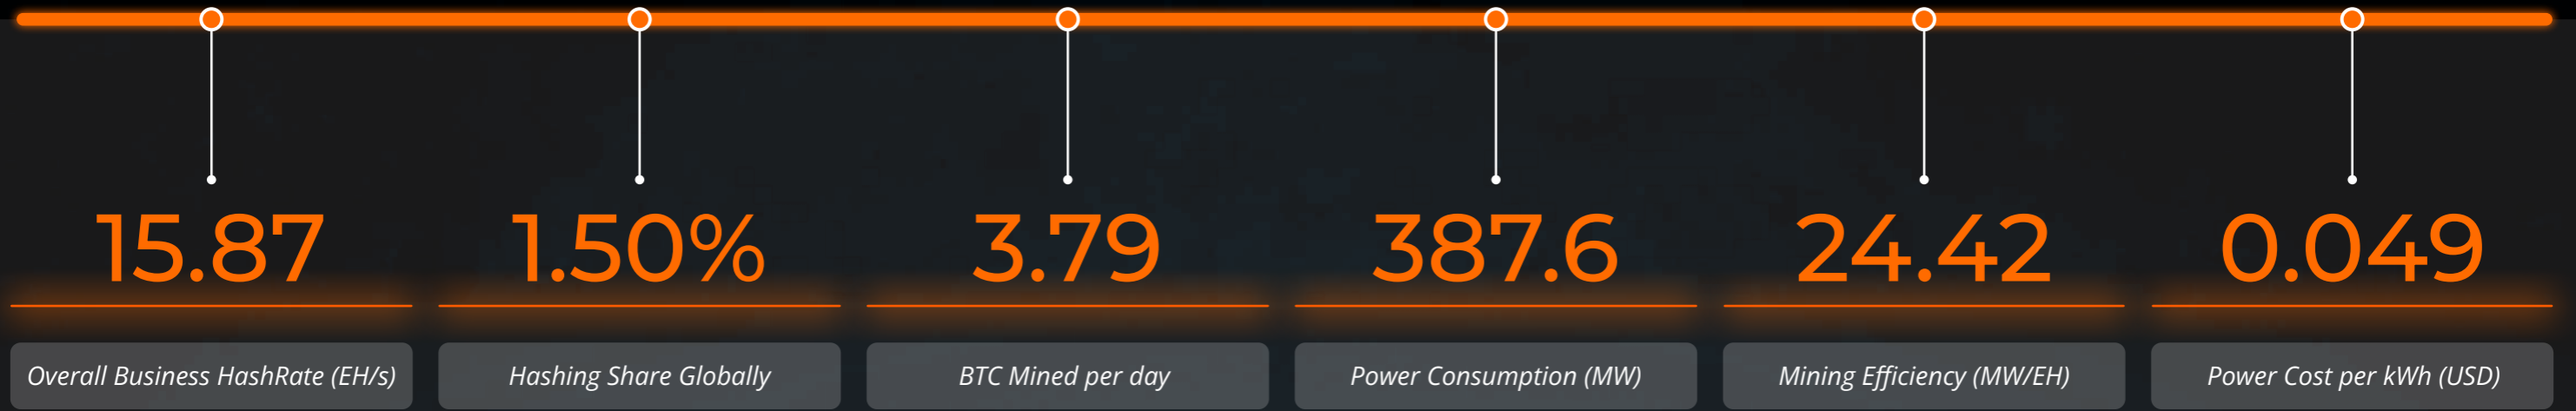 15.87
1.50%
3.79
387.6
24.42
0.049
Overall Business HashRate (EH/s)
Hashing Share Globally
BTC Mined per day
Power Consumption (MW)
Mining Efficiency (MW/EH)
Power Cost per kWh (USD)